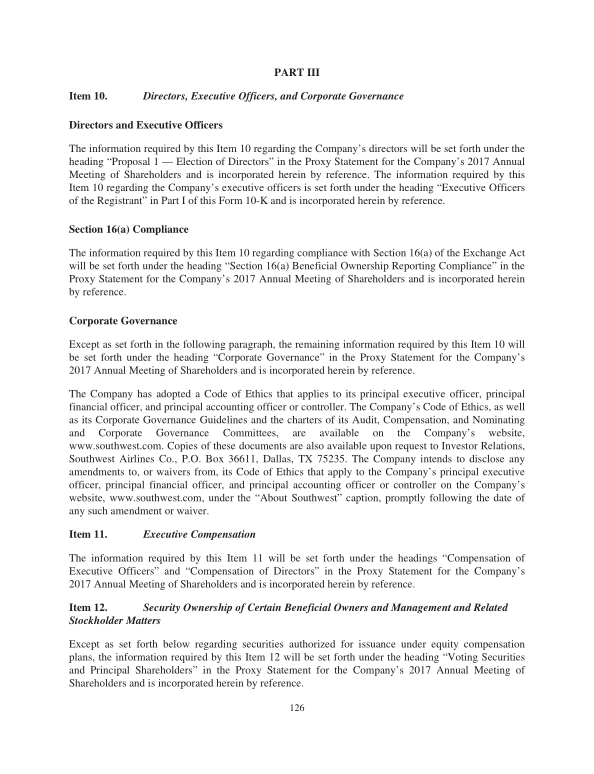 PART III
Item 10. Directors, Executive Officers, and Corporate Governance
Directors and Executive Officers
The information required by this Item 10 regarding the Company’s directors will be set forth under the
heading “Proposal 1 — Election of Directors” in the Proxy Statement for the Company’s 2017 Annual
Meeting of Shareholders and is incorporated herein by reference. The information required by this
Item 10 regarding the Company’s executive officers is set forth under the heading “Executive Officers
of the Registrant” in Part I of this Form 10-K and is incorporated herein by reference.
Section 16(a) Compliance
The information required by this Item 10 regarding compliance with Section 16(a) of the Exchange Act
will be set forth under the heading “Section 16(a) Beneficial Ownership Reporting Compliance” in the
Proxy Statement for the Company’s 2017 Annual Meeting of Shareholders and is incorporated herein
by reference.
Corporate Governance
Except as set forth in the following paragraph, the remaining information required by this Item 10 will
be set forth under the heading “Corporate Governance” in the Proxy Statement for the Company’s
2017 Annual Meeting of Shareholders and is incorporated herein by reference.
The Company has adopted a Code of Ethics that applies to its principal executive officer, principal
financial officer, and principal accounting officer or controller. The Company’s Code of Ethics, as well
as its Corporate Governance Guidelines and the charters of its Audit, Compensation, and Nominating
and Corporate Governance Committees, are available on the Company’s website,
www.southwest.com. Copies of these documents are also available upon request to Investor Relations,
Southwest Airlines Co., P.O. Box 36611, Dallas, TX 75235. The Company intends to disclose any
amendments to, or waivers from, its Code of Ethics that apply to the Company’s principal executive
officer, principal financial officer, and principal accounting officer or controller on the Company’s
website, www.southwest.com, under the “About Southwest” caption, promptly following the date of
any such amendment or waiver.
Item 11. Executive Compensation
The information required by this Item 11 will be set forth under the headings “Compensation of
Executive Officers” and “Compensation of Directors” in the Proxy Statement for the Company’s
2017 Annual Meeting of Shareholders and is incorporated herein by reference.
Item 12. Security Ownership of Certain Beneficial Owners and Management and Related
Stockholder Matters
Except as set forth below regarding securities authorized for issuance under equity compensation
plans, the information required by this Item 12 will be set forth under the heading “Voting Securities
and Principal Shareholders” in the Proxy Statement for the Company’s 2017 Annual Meeting of
Shareholders and is incorporated herein by reference.
126